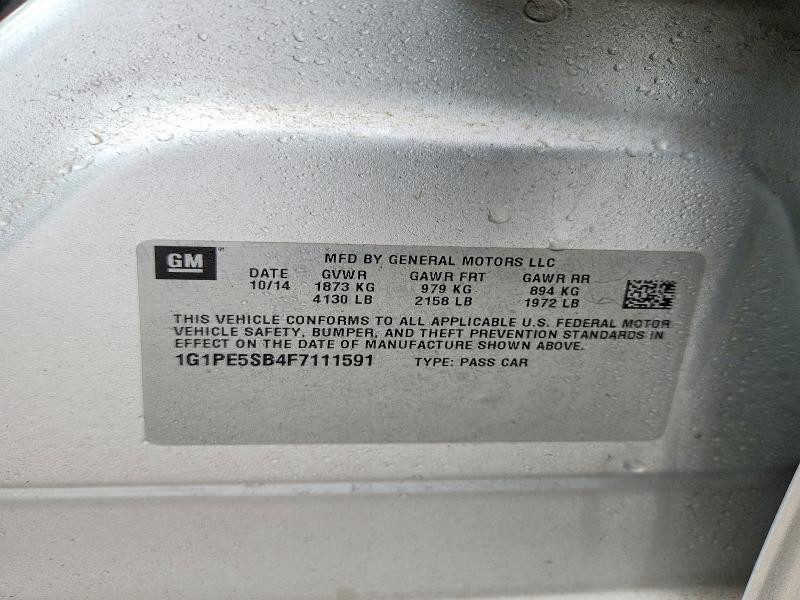 GM MFD BY GENERAL MOTORS LLC
DATE GVWR GAWR FRT GAWR RR
10/14 1873 KG 979 KG 894 KG
4130 LB 2158 LB 1972 LB
THIS VEHICLE CONFORMS TO ALL APPLICABLE U.S. FEDERAL MOTOR
VEHICLE SAFETY, BUMPER, AND THEFT PREVENTION STANDARDS IN
EFFECT ON THE DATE OF MANUFACTURE SHOWN ABOVE.
1G1PE5SB4F7111591 TYPE: PASS CAR